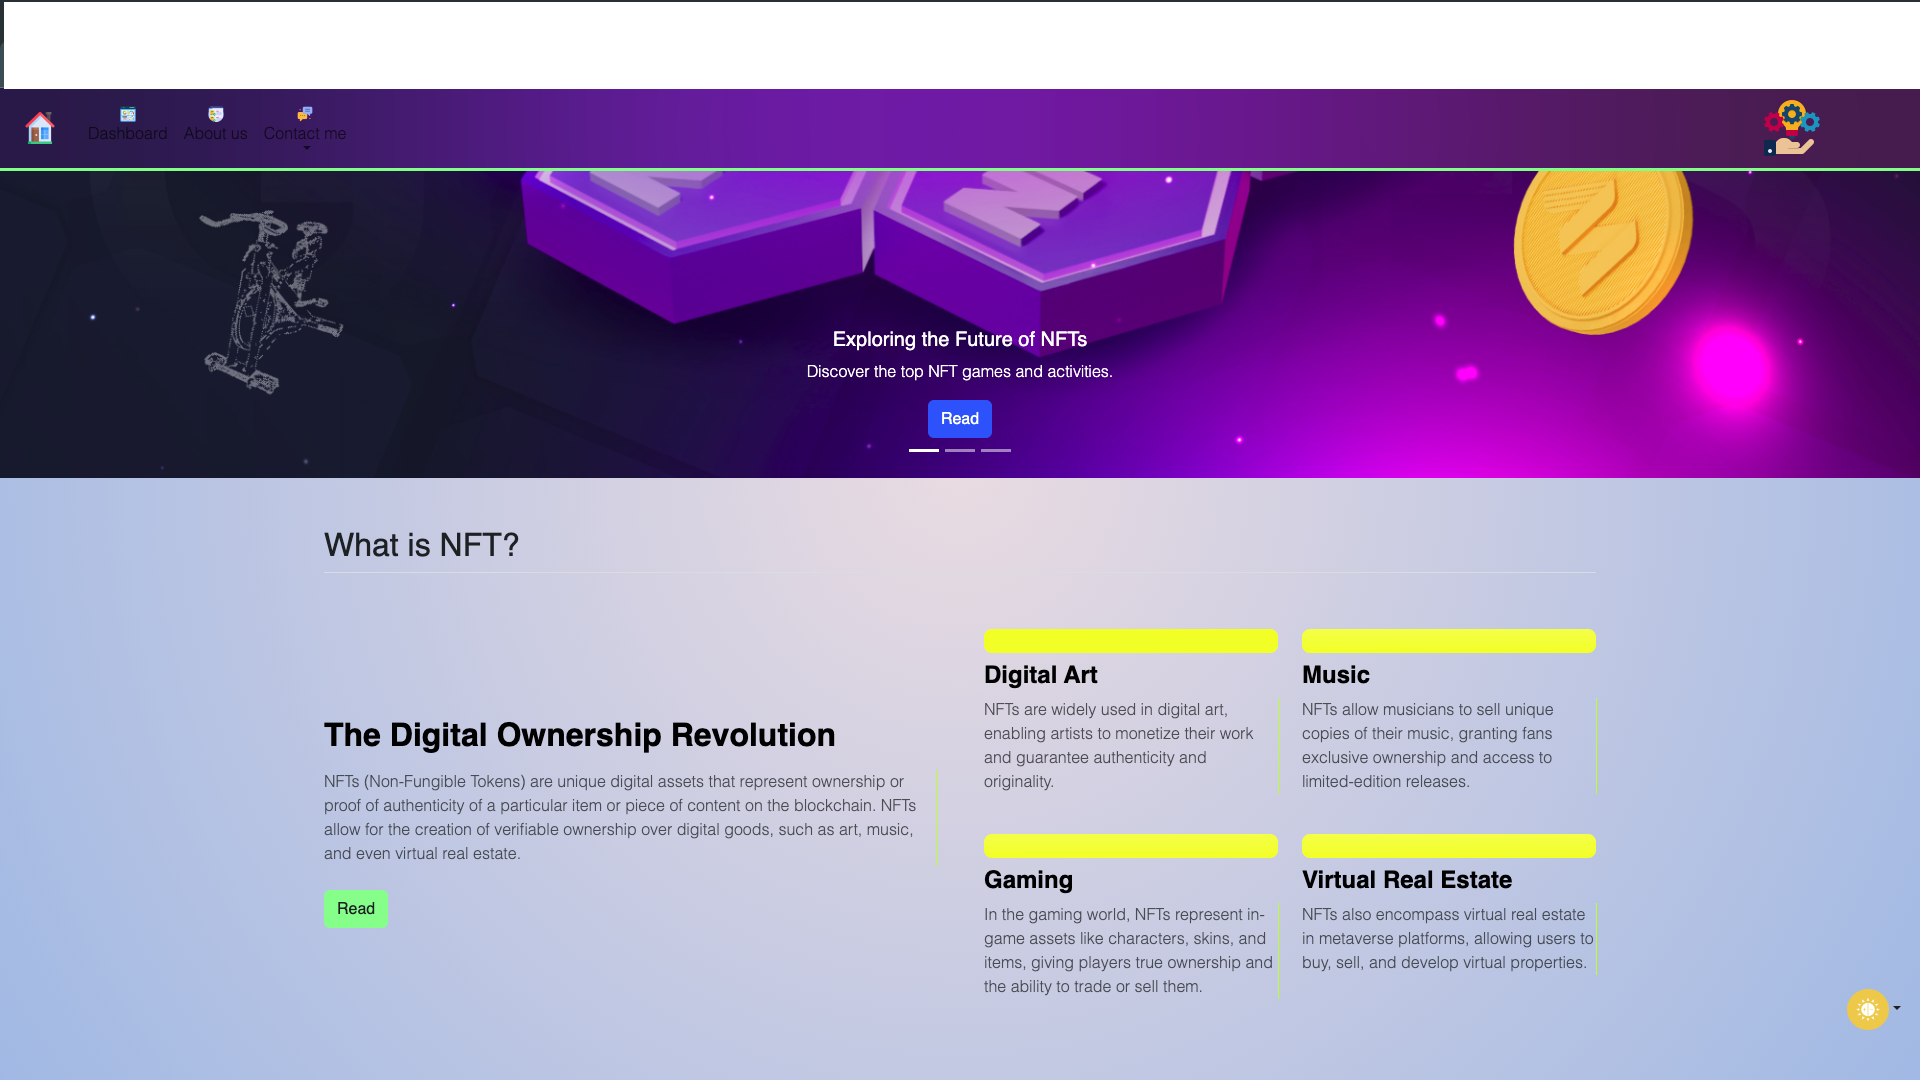 Dashboard
About us
Contact me
Exploring the Future of NFTs
Discover the top NFT games and activities.
Read
What is NFT?
The Digital Ownership Revolution
NFTs (Non-Fungible Tokens) are unique digital assets that represent ownership or
proof of authenticity of a particular item or piece of content on the blockchain. NFTs
allow for the creation of verifiable ownership over digital goods, such as art, music,
and even virtual real estate.
Read
Digital Art
NFTs are widely used in digital art,
enabling artists to monetize their work
and guarantee authenticity and
originality.
Music
NFTs allow musicians to sell unique
copies of their music, granting fans
exclusive ownership and access to
limited-edition releases.
Gaming
In the gaming world, NFTs represent in-
game assets like characters, skins, and
items, giving players true ownership and
the ability to trade or sell them.
Virtual Real Estate
NFTs also encompass virtual real estate
in metaverse platforms, allowing users to
buy, sell, and develop virtual properties.